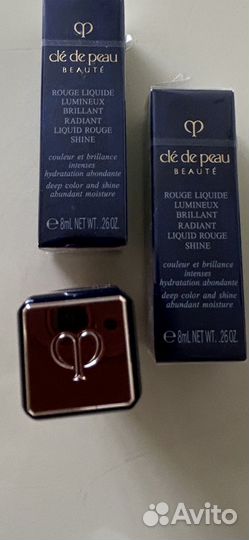 clé de peau
BEAUTÉ
ROUGE LIQUIDE
LUMINEUX
BRILLANT
RADIANT
LIQUID ROUGE
SHINE
couleur et brillance
intenses
hydratation abondante
deep color and shine
abundant moisture
8mL NET WT. .26 OZ.
clé de peau
BEAUTÉ
ROUGE LIQUIDE
LUMINEUX
BRILLANT
RADIANT
LIQUID ROUGE
SHINE
couleur et brillance
intenses
hydratation abondante
deep color and shine
abundant moisture
8mL NET WT. .26 OZ.
Avito